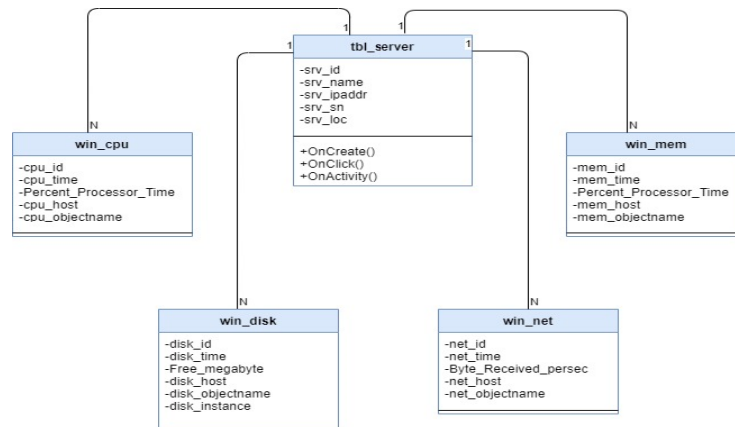 1
1
1
1
tbl_server
-srv_id
-srv_name
-srv_ipaddr
-srv_sn
-srv_loc
+OnCreate()
+OnClick()
+OnActivity()
N
win_cpu
-cpu_id
-cpu_time
-Percent_Processor_Time
-cpu_host
-cpu_objectname
N
win_mem
-mem_id
-mem_time
-Percent_Processor_Time
-mem_host
-mem_objectname
N
win_disk
-disk_id
-disk_time
-Free_megabyte
-disk_host
-disk_objectname
-disk_instance
N
win_net
-net_id
-net_time
-Byte_Received_persec
-net_host
-net_objectname